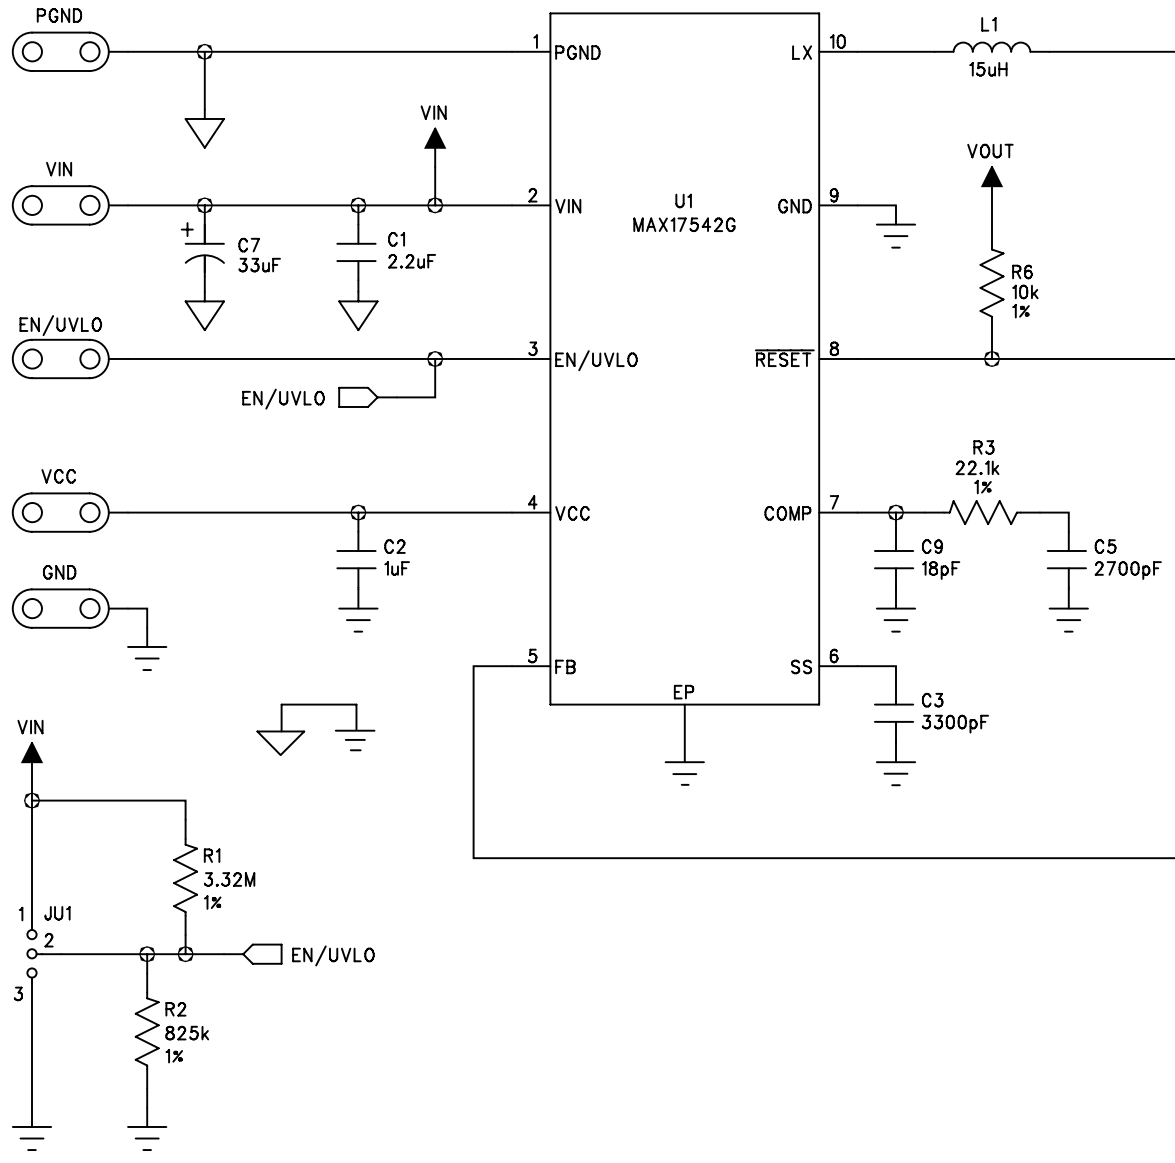 PGND
1
PGND
LX
10
L1
15uH
VIN
VOUT
VIN
2
VIN
U1
MAX17542G
GND
9
+
C7
33uF
C1
2.2uF
R6
10k
1%
EN/UVLO
3
EN/UVLO
RESET
8
EN/UVLO
VCC
4
VCC
COMP
7
R3
22.1k
1%
C2
1uF
C9
18pF
C5
2700pF
GND
5
FB
SS
6
EP
C3
3300pF
VIN
R1
3.32M
1%
1
JU1
2
EN/UVLO
3
R2
825k
1%